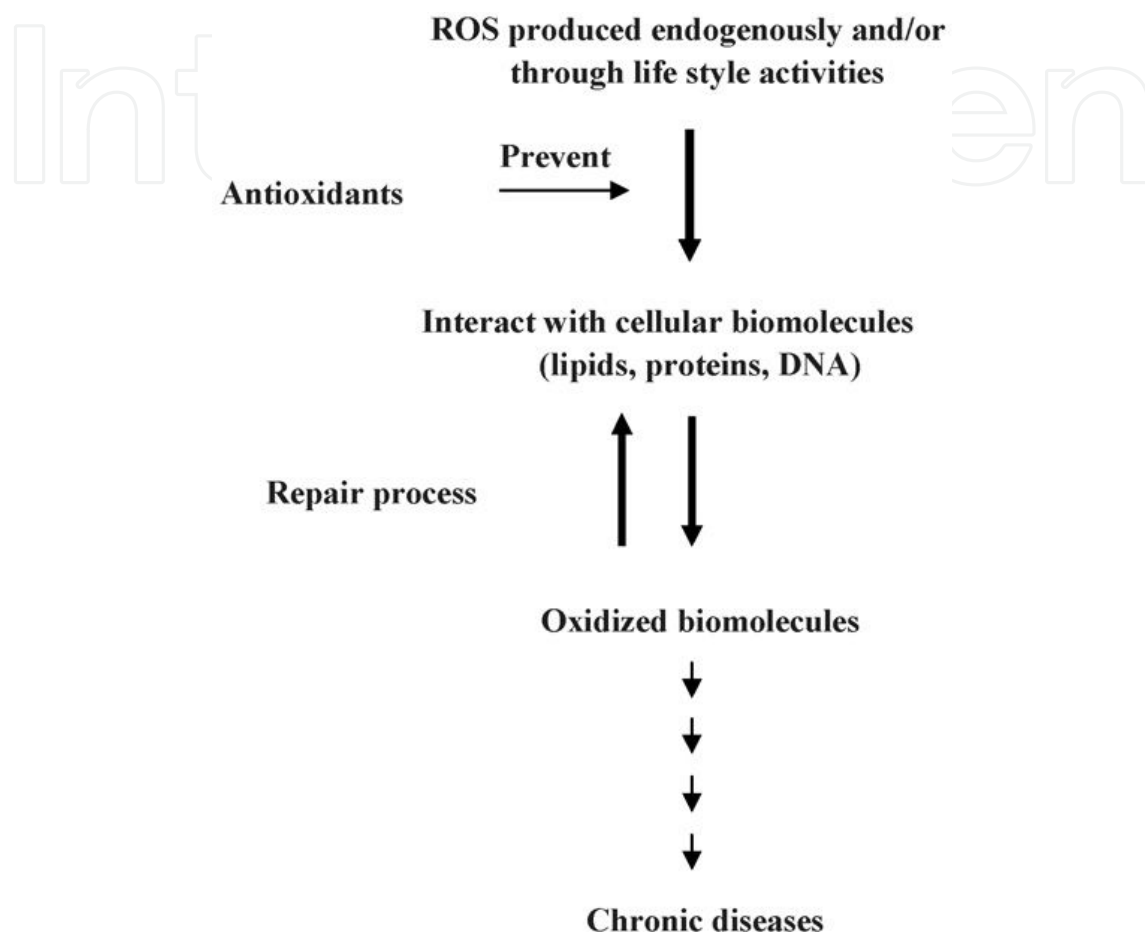 ROS produced endogenously and/or
through life style activities
Prevent
Antioxidants
Interact with cellular biomolecules
(lipids, proteins, DNA)
Repair process
Oxidized biomolecules
Chronic diseases